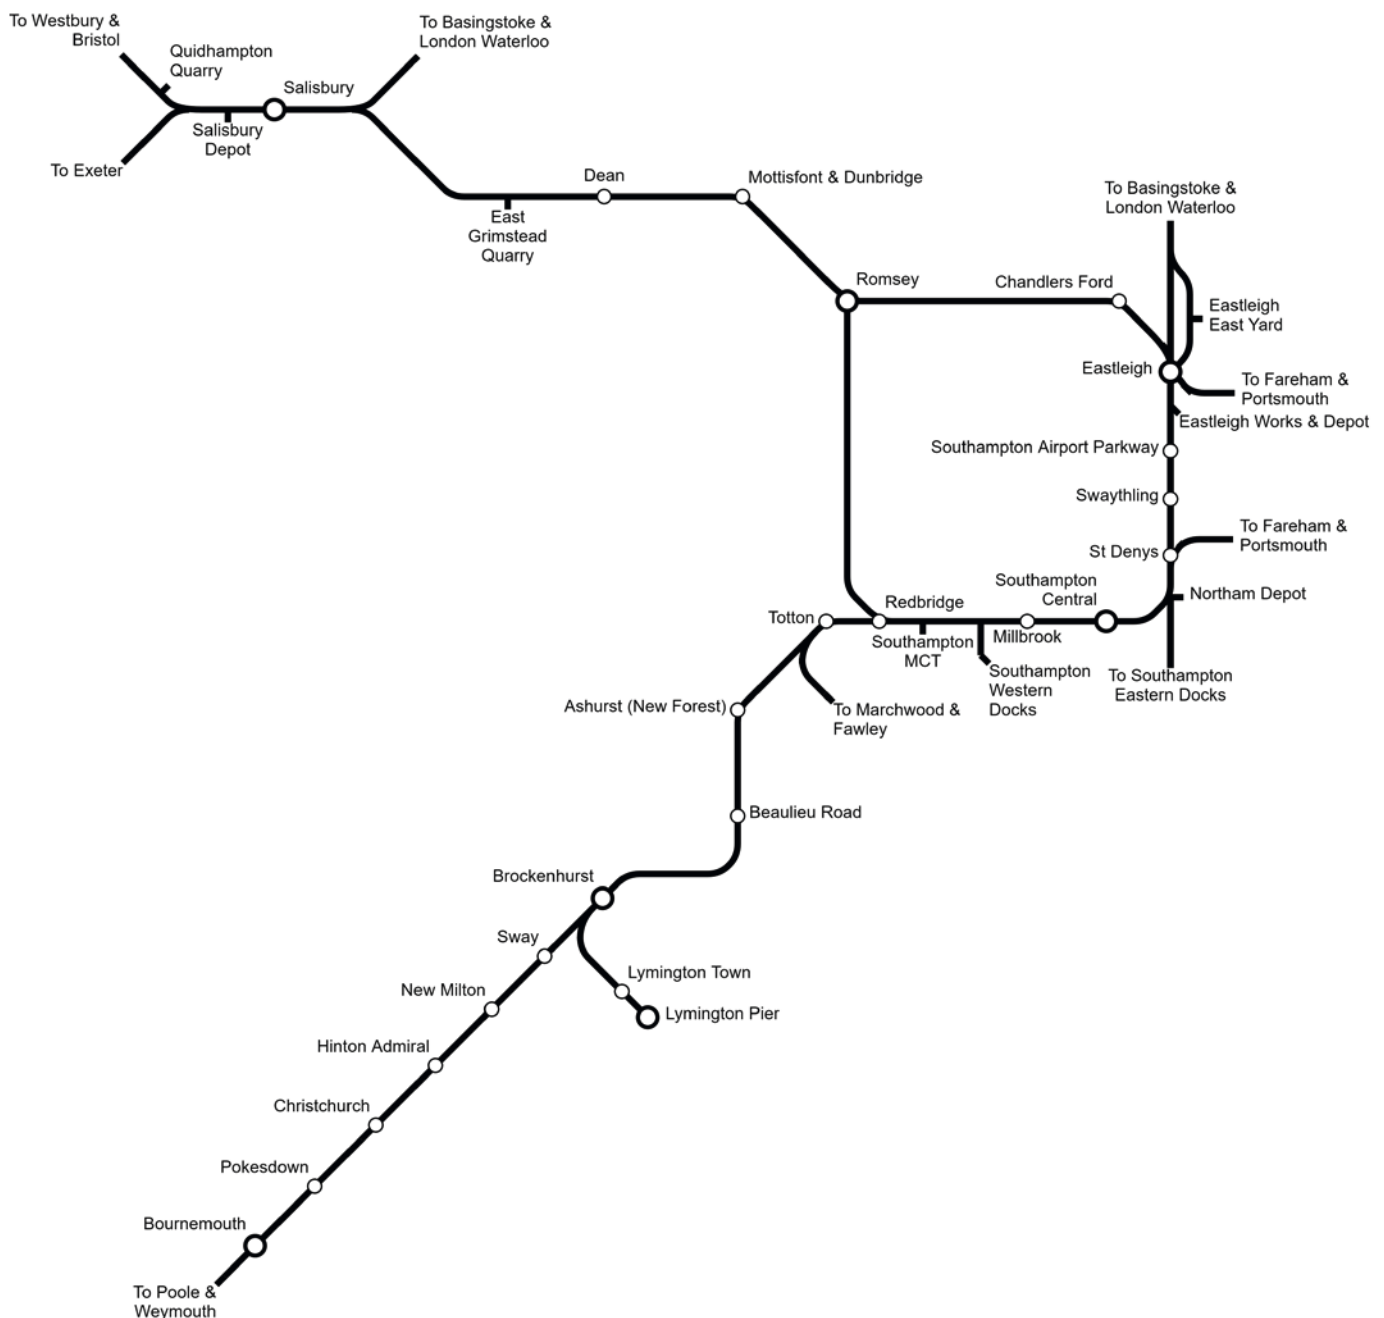 To Westbury &
Bristol
Quidhampton
Quarry
Salisbury
To Basingstoke &
London Waterloo
Salisbury
Depot
To Exeter
Dean
Mottisfont & Dunbridge
East
Grimstead
Quarry
To Basingstoke &
London Waterloo
Romsey
Chandlers Ford
Eastleigh
East Yard
Eastleigh
To Fareham &
Portsmouth
Eastleigh Works & Depot
Southampton Airport Parkway
Swaythling
To Fareham &
Portsmouth
St Denys
Southampton
Central
Northam Depot
Redbridge
Totton
Millbrook
Southampton
MCT
Southampton
Western
Docks
To Southampton
Eastern Docks
Ashurst (New Forest)
To Marchwood &
Fawley
Beaulieu Road
Brockenhurst
Sway
Lymington Town
New Milton
Lymington Pier
Hinton Admiral
Christchurch
Pokesdown
Bournemouth
To Poole &
Weymouth